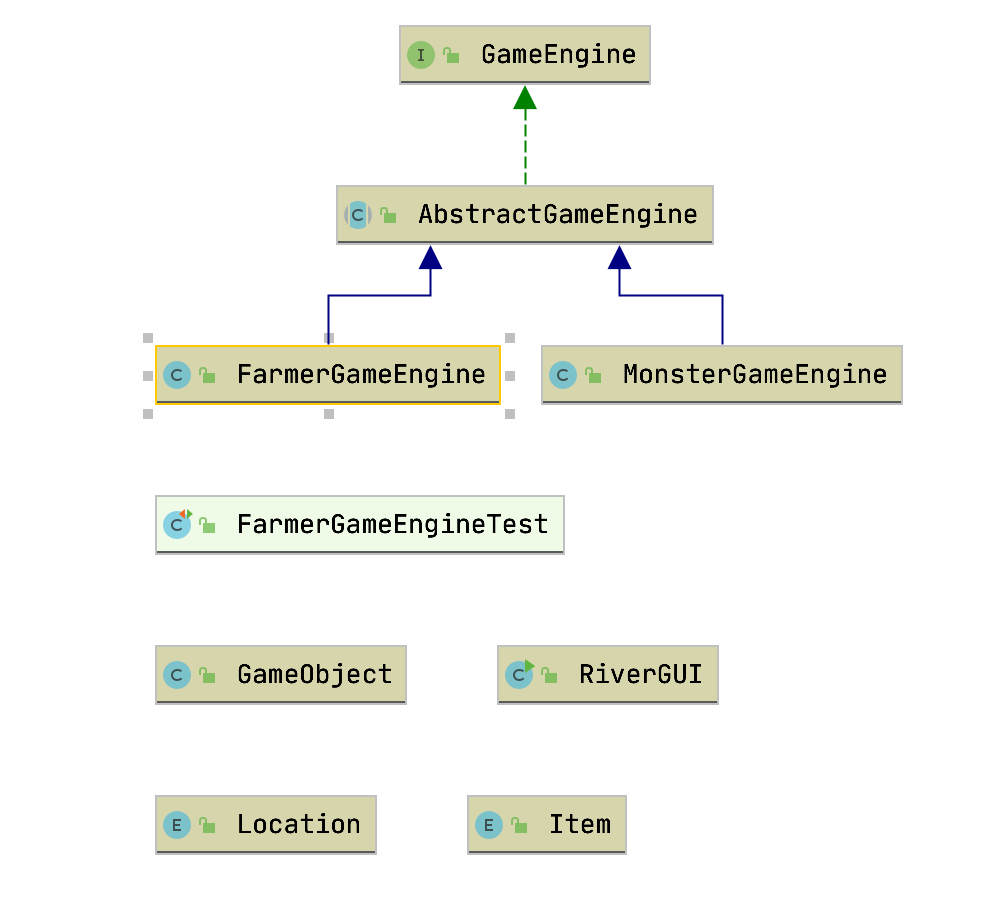 I GameEngine
C AbstractGameEngine
C FarmerGameEngine
C MonsterGameEngine
C FarmerGameEngineTest
C GameObject
C RiverGUI
E Location
E Item